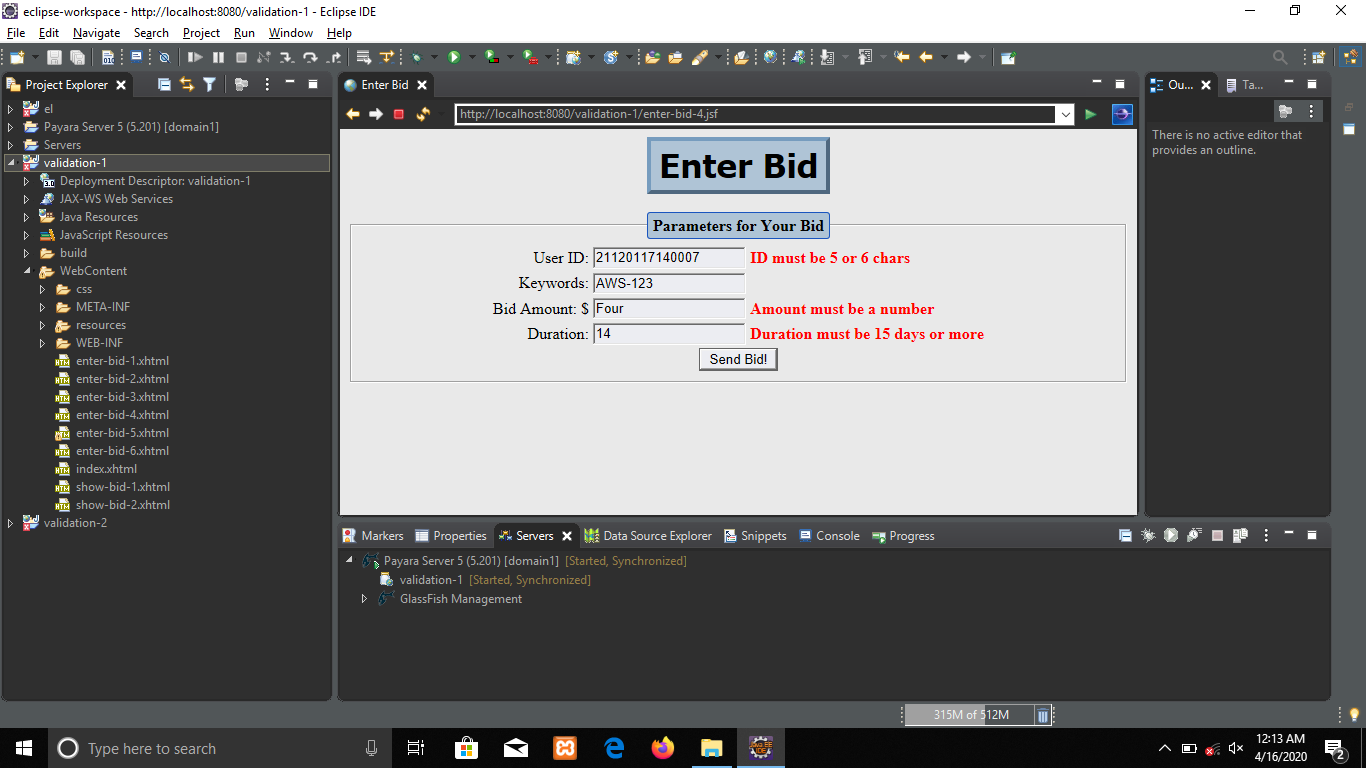 eclipse-workspace - http://localhost:8080/validation-1 - Eclipse IDE
File Edit Navigate Search Project Run Window Help
Project Explorer
el
Payara Server 5 (5.201) [domain1]
Servers
validation-1
Deployment Descriptor: validation-1
JAX-WS Web Services
Java Resources
JavaScript Resources
build
WebContent
css
META-INF
resources
WEB-INF
enter-bid-1.xhtml
enter-bid-2.xhtml
enter-bid-3.xhtml
enter-bid-4.xhtml
enter-bid-5.xhtml
enter-bid-6.xhtml
index.xhtml
show-bid-1.xhtml
show-bid-2.xhtml
validation-2
Enter Bid
http://localhost:8080/validation-1/enter-bid-4.jsf
Enter Bid
Parameters for Your Bid
User ID: 21120117140007 ID must be 5 or 6 chars
Keywords: AWS-123
Bid Amount: $ Four Amount must be a number
Duration: 14 Duration must be 15 days or more
Send Bid!
Ou... Ta...
There is no active editor that
provides an outline.
Markers Properties Servers Data Source Explorer Snippets Console Progress
Payara Server 5 (5.201) [domain1] [Started, Synchronized]
validation-1 [Started, Synchronized]
GlassFish Management
315M of 512M
Type here to search
12:13 AM
4/16/2020
2